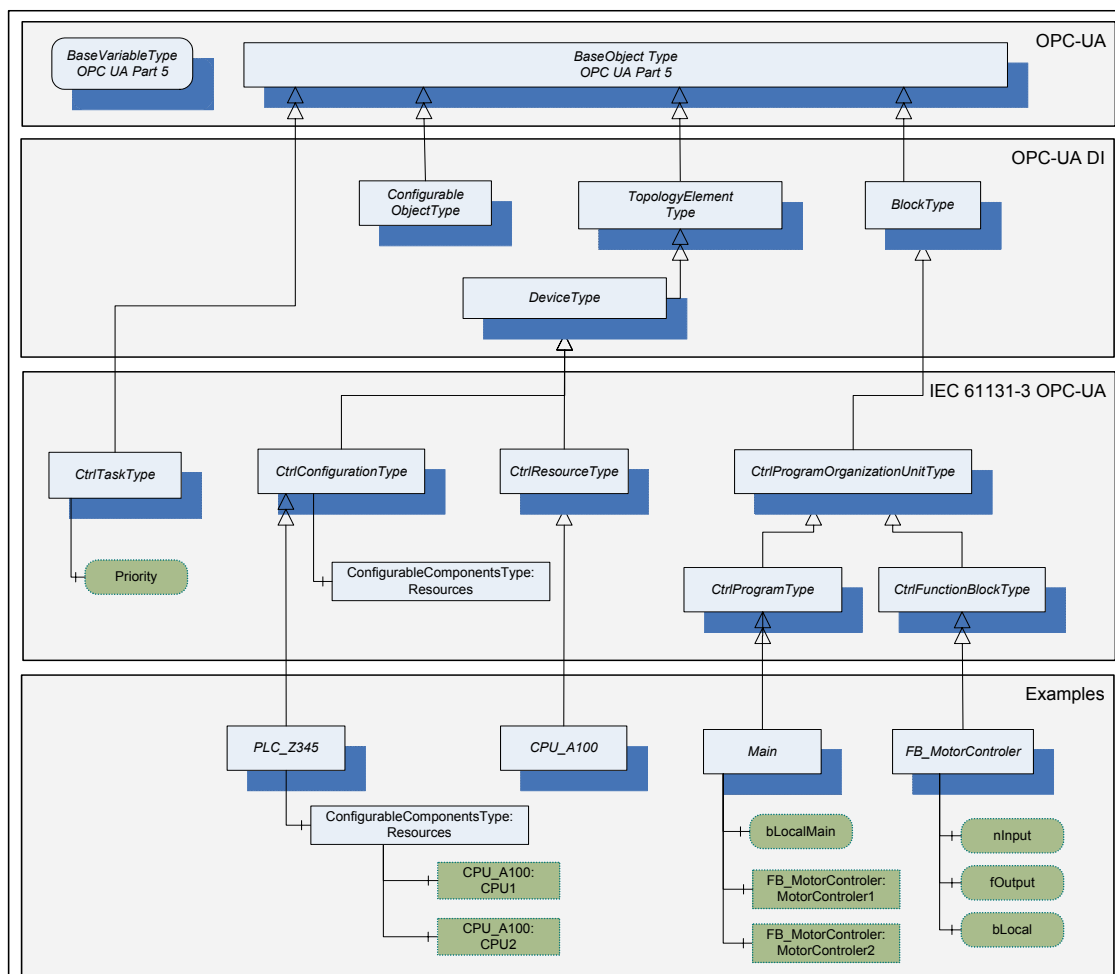 OPC-UA
BaseVariableType
OPC UA Part 5
BaseObject Type
OPC UA Part 5
OPC-UA DI
Configurable
ObjectType
TopologyElement
Type
BlockType
DeviceType
IEC 61131-3 OPC-UA
CtrlTaskType
CtrlConfigurationType
CtrlResourceType
CtrlProgramOrganizationUnitType
Priority
ConfigurableComponentsType:
Resources
CtrlProgramType
CtrlFunctionBlockType
Examples
PLC_Z345
CPU_A100
Main
FB_MotorControler
ConfigurableComponentsType:
Resources
bLocalMain
nInput
CPU_A100:
CPU1
FB_MotorControler:
MotorControler1
fOutput
CPU_A100:
CPU2
FB_MotorControler:
MotorControler2
bLocal